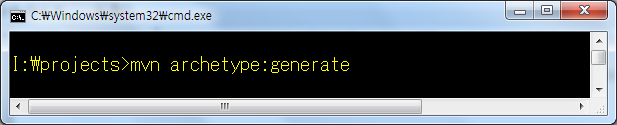 C:₩Windows₩system32₩cmd.exe
I:₩projects>mvn archetype:generate